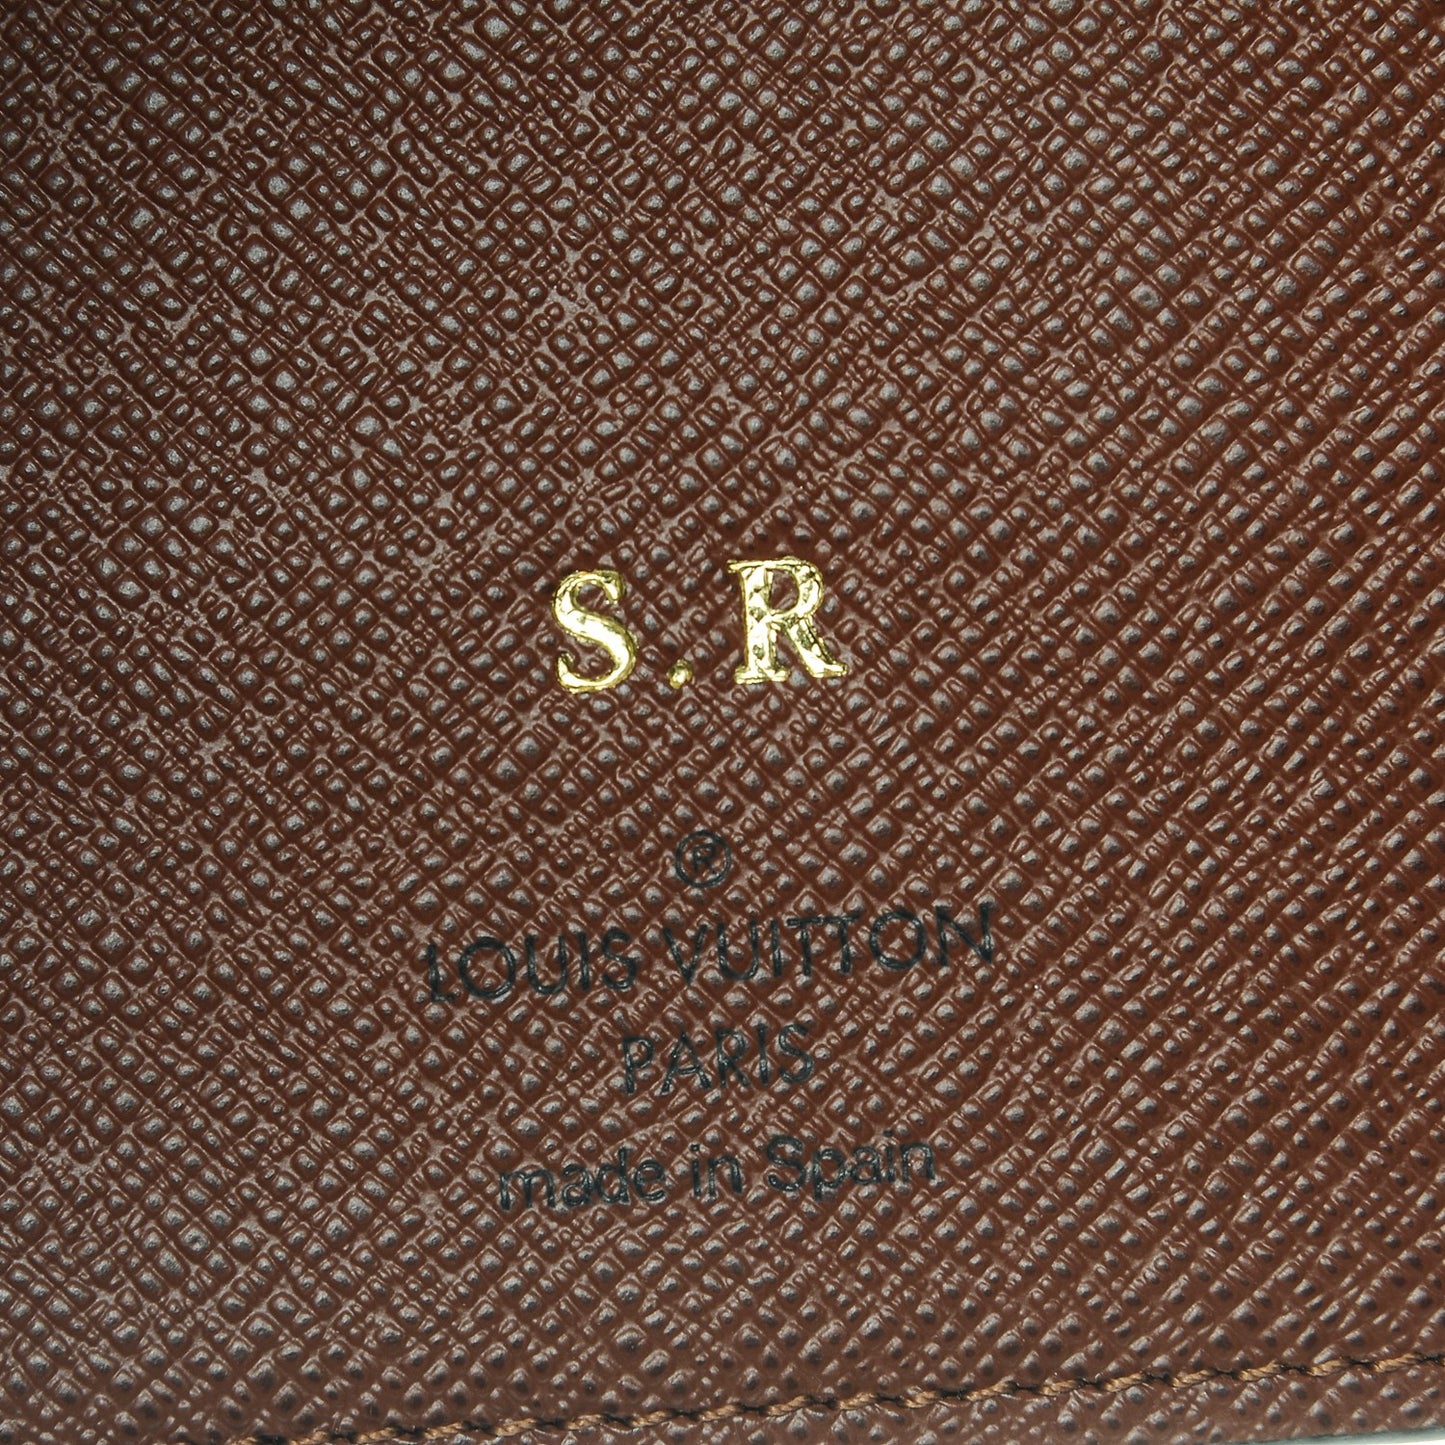 S.R
®
LOUIS VUITTON
PARIS
made in Spain